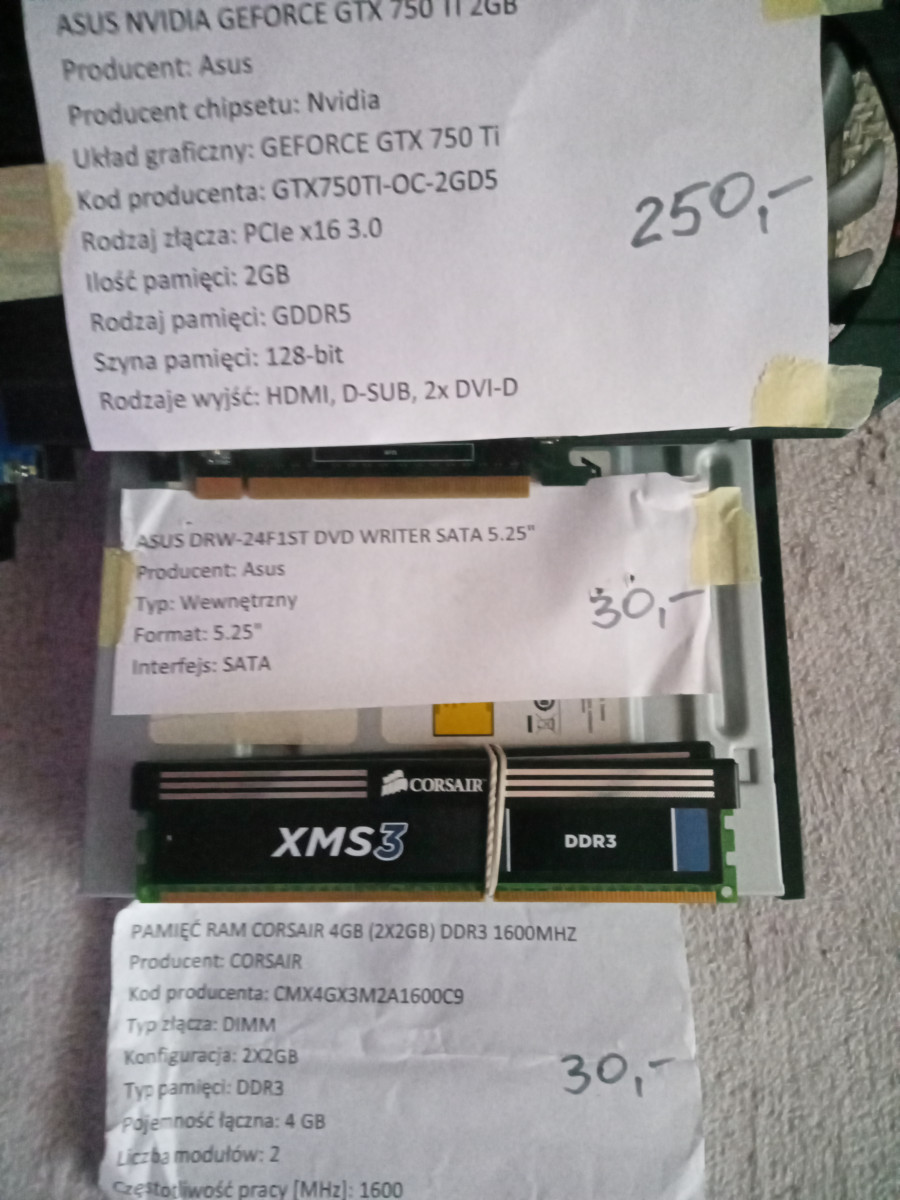 ASUS NVIDIA GEFORCE GTX 750 TI 2GB
Producent: Asus
Producent chipsetu: Nvidia
Układ graficzny: GEFORCE GTX 750 Ti
Kod producenta: GTX750TI-OC-2GD5
Rodzaj złącza: PCIe x16 3.0
250,-
Ilość pamięci: 2GB
Rodzaj pamięci: GDDR5
Szyna pamięci: 128-bit
Rodzaje wyjść: HDMI, D-SUB, 2x DVI-D
ASUS DRW-24F1ST DVD WRITER SATA 5.25"
Producent: Asus
Typ: Wewnętrzny
30,-
Format: 5.25"
Interfejs: SATA
CORSAIR
XMS3
DDR3
PAMIĘĆ RAM CORSAIR 4GB (2X2GB) DDR3 1600MHZ
Producent: CORSAIR
Kod producenta: CMX4GX3M2A1600C9
Typ złącza: DIMM
Konfiguracja: 2X2GB
30,-
Typ pamięci: DDR3
Pojemność łączna: 4 GB
Liczba modułów: 2
Częstotliwość pracy [MHz]: 1600